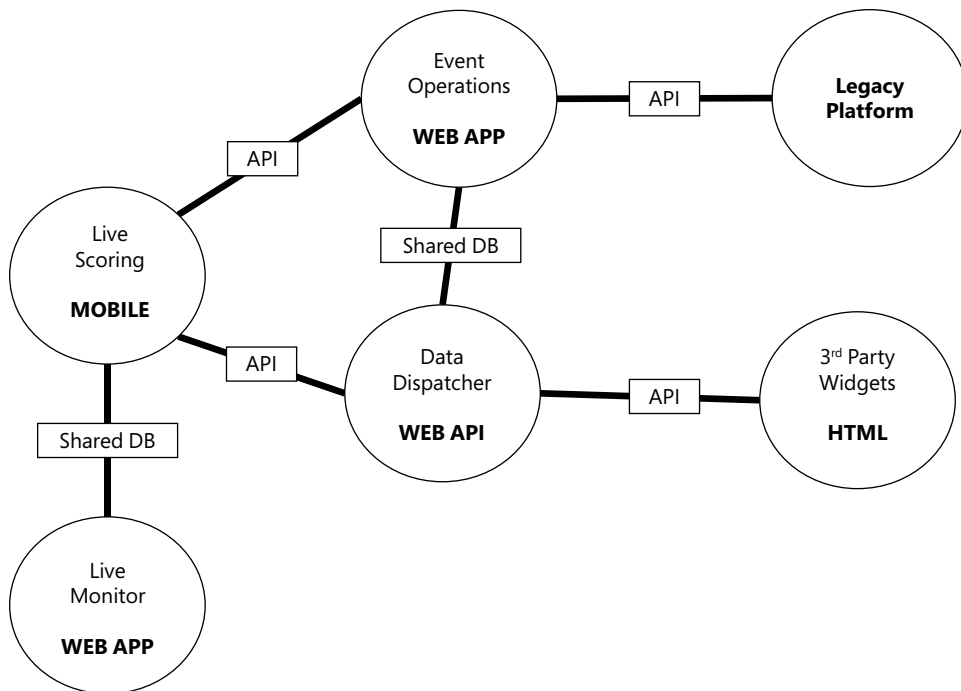 Event
Operations
WEB APP
API
Legacy
Platform
API
Live
Scoring
MOBILE
Shared DB
API
Data
Dispatcher
WEB API
API
3rd Party
Widgets
HTML
Shared DB
Live
Monitor
WEB APP